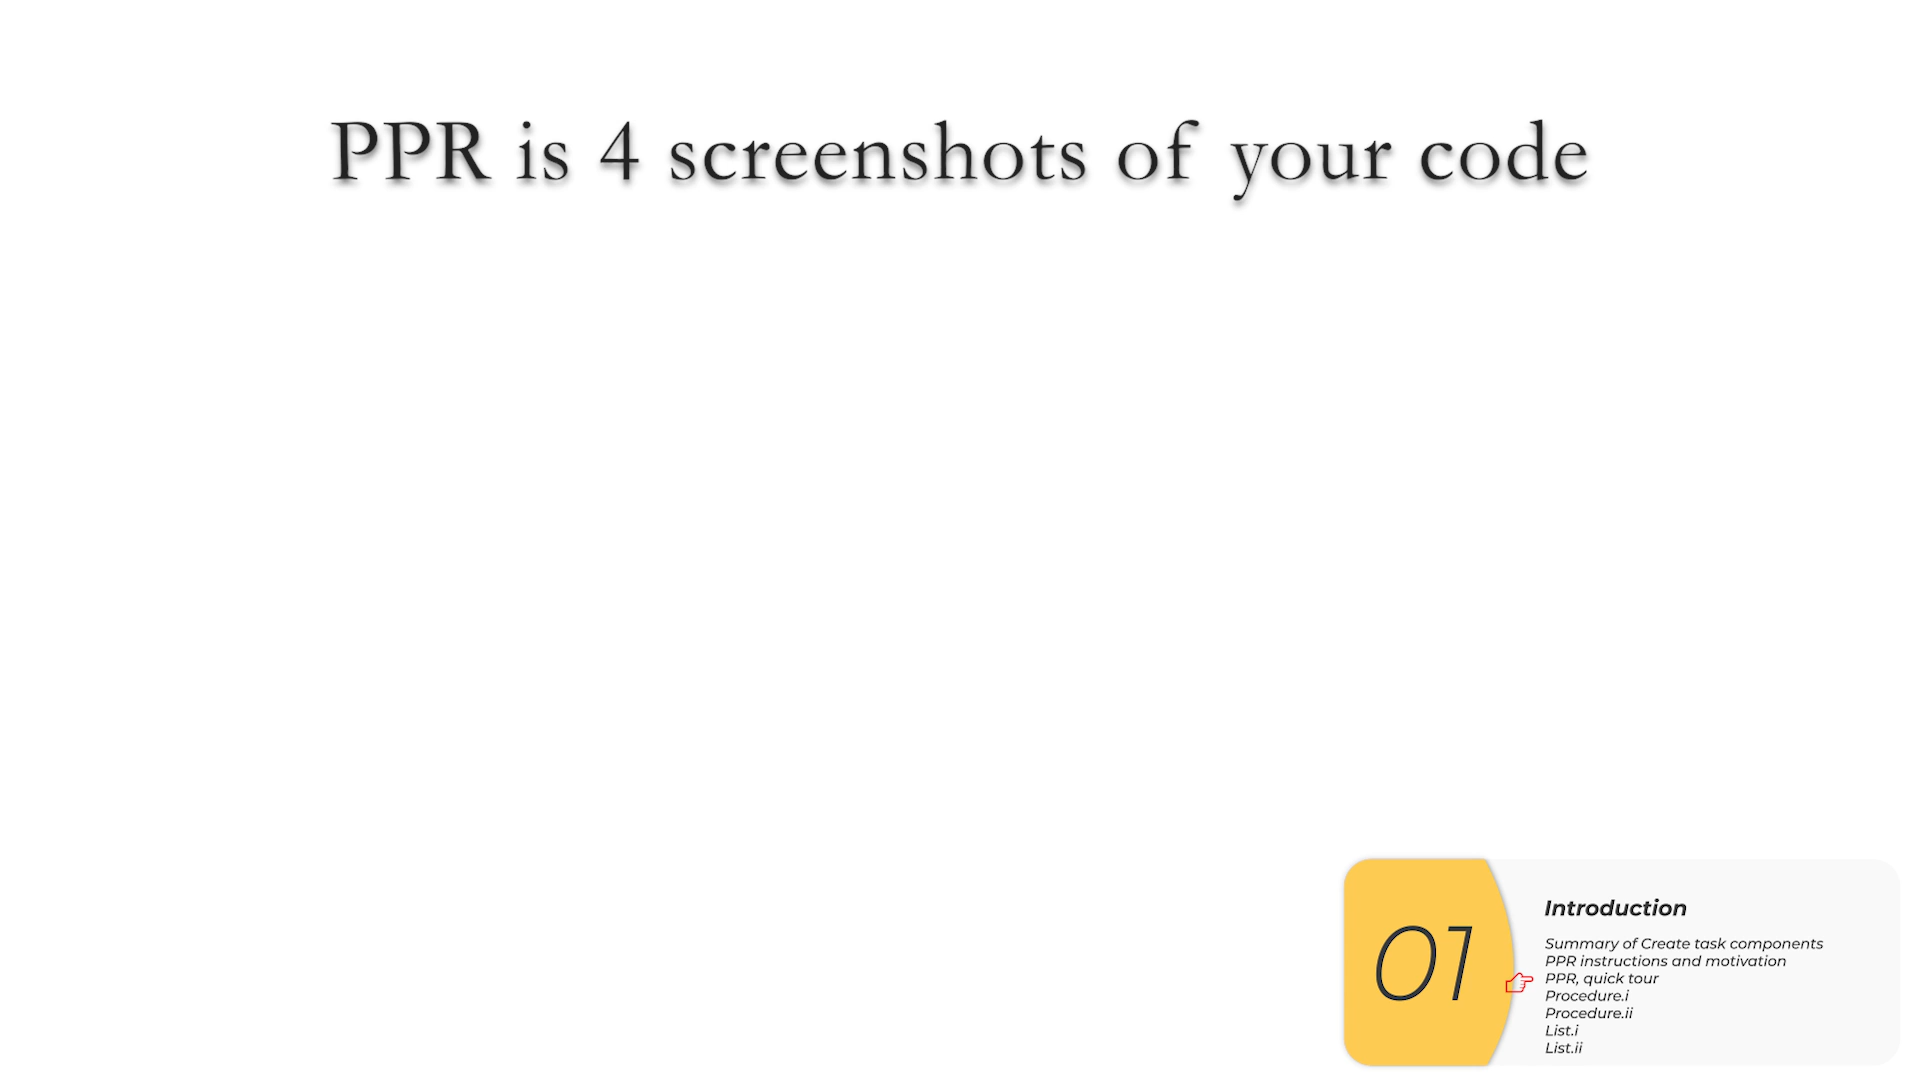 PPR is 4 screenshots of your code
01
Introduction
Summary of Create task components
PPR instructions and motivation
PPR, quick tour
Procedure.i
Procedure.ii
List.i
List.ii